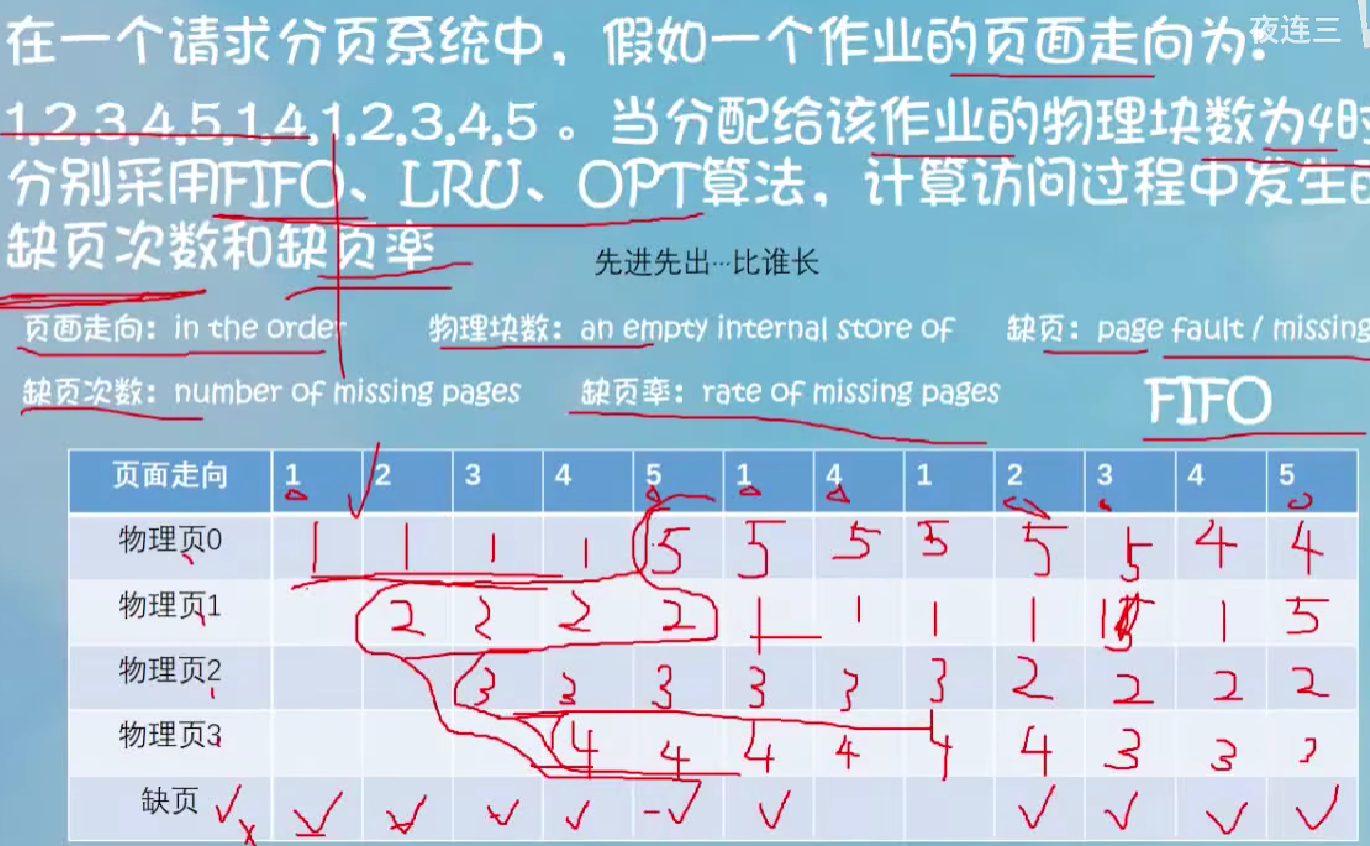 在一个请求分页系统中，假如一个作业的页面走向为：
夜连三
1,2,3,4,5,1,4,1,2,3,4,5。当分配给该作业的物理块数为4时
分别采用FIFO、LRU、OPT算法，计算访问过程中发生的
缺页次数和缺页率
先进先出…比谁长
页面走向：in the order
物理块数：an empty internal store of
缺页：page fault / missing
缺页次数：number of missing pages
缺页率：rate of missing pages
FIFO
页面走向 1 2 3 4 5 1 4 1 2 3 4 5
物理页0 1 1 1 1 5 5 5 5 5 5 4 4
物理页1 2 2 2 2 1 1 1 1 1 1 5
物理页2 3 3 3 3 3 3 2 2 2 2
物理页3 4 4 4 4 4 4 3 3 3
缺页 √ × √ √ √ √ √ √ √ √ √ √